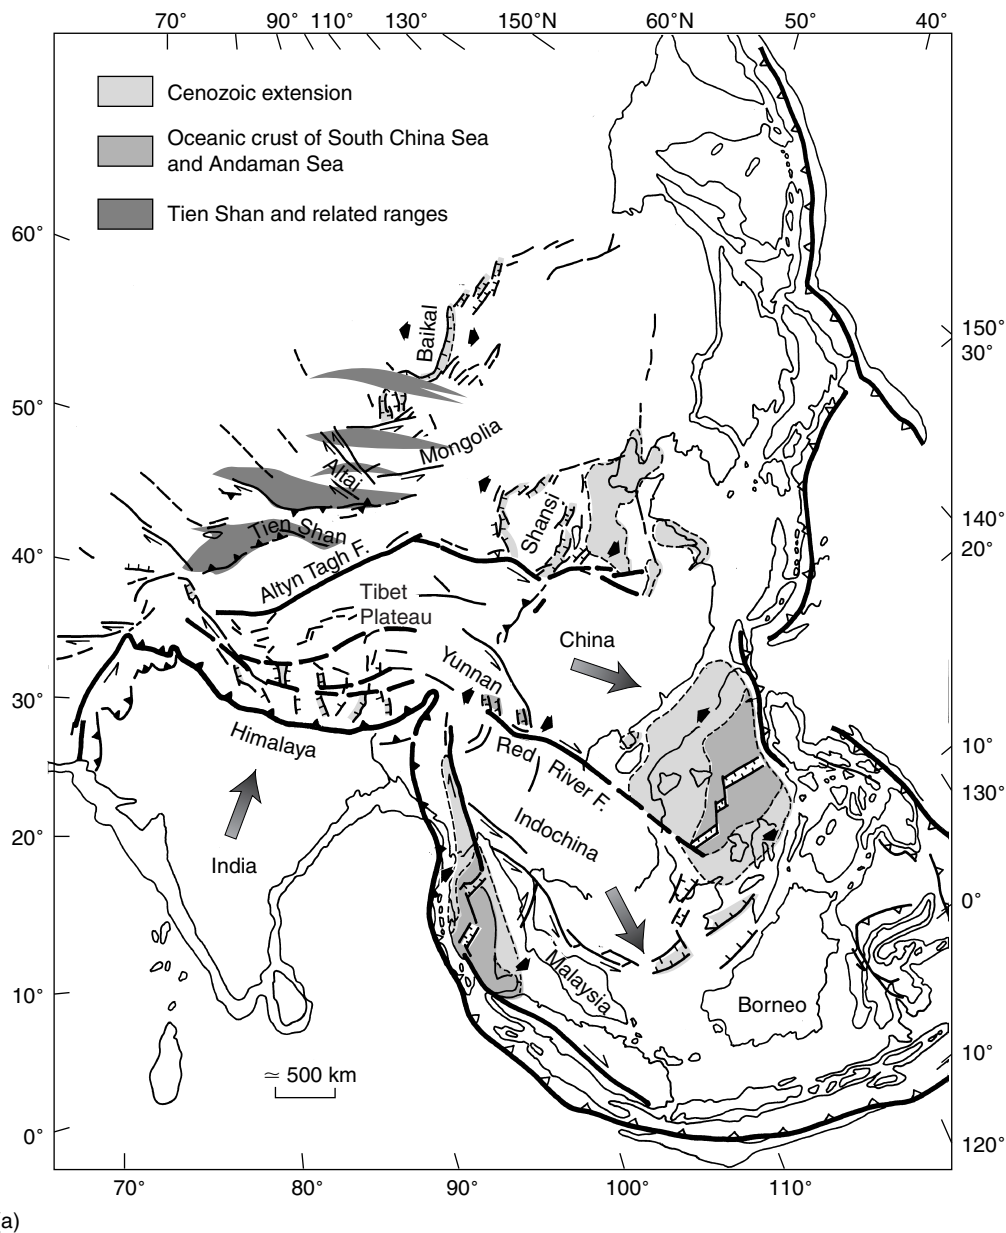 70° 90° 110° 130° 150°N 60°N 50° 40°
Cenozoic extension
Oceanic crust of South China Sea
and Andaman Sea
Tien Shan and related ranges
60°
Baikal
150°
30°
50°
Mongolia
Altai
Shansi
140°
20°
Tien Shan
40°
Altyn Tagh F.
Tibet
Plateau
China
Yunnan
30°
Himalaya
Red River F.
10°
130°
Indochina
20°
India
0°
Malaysia
10°
Borneo
≃ 500 km
10°
0°
120°
70° 80° 90° 100° 110°
a)